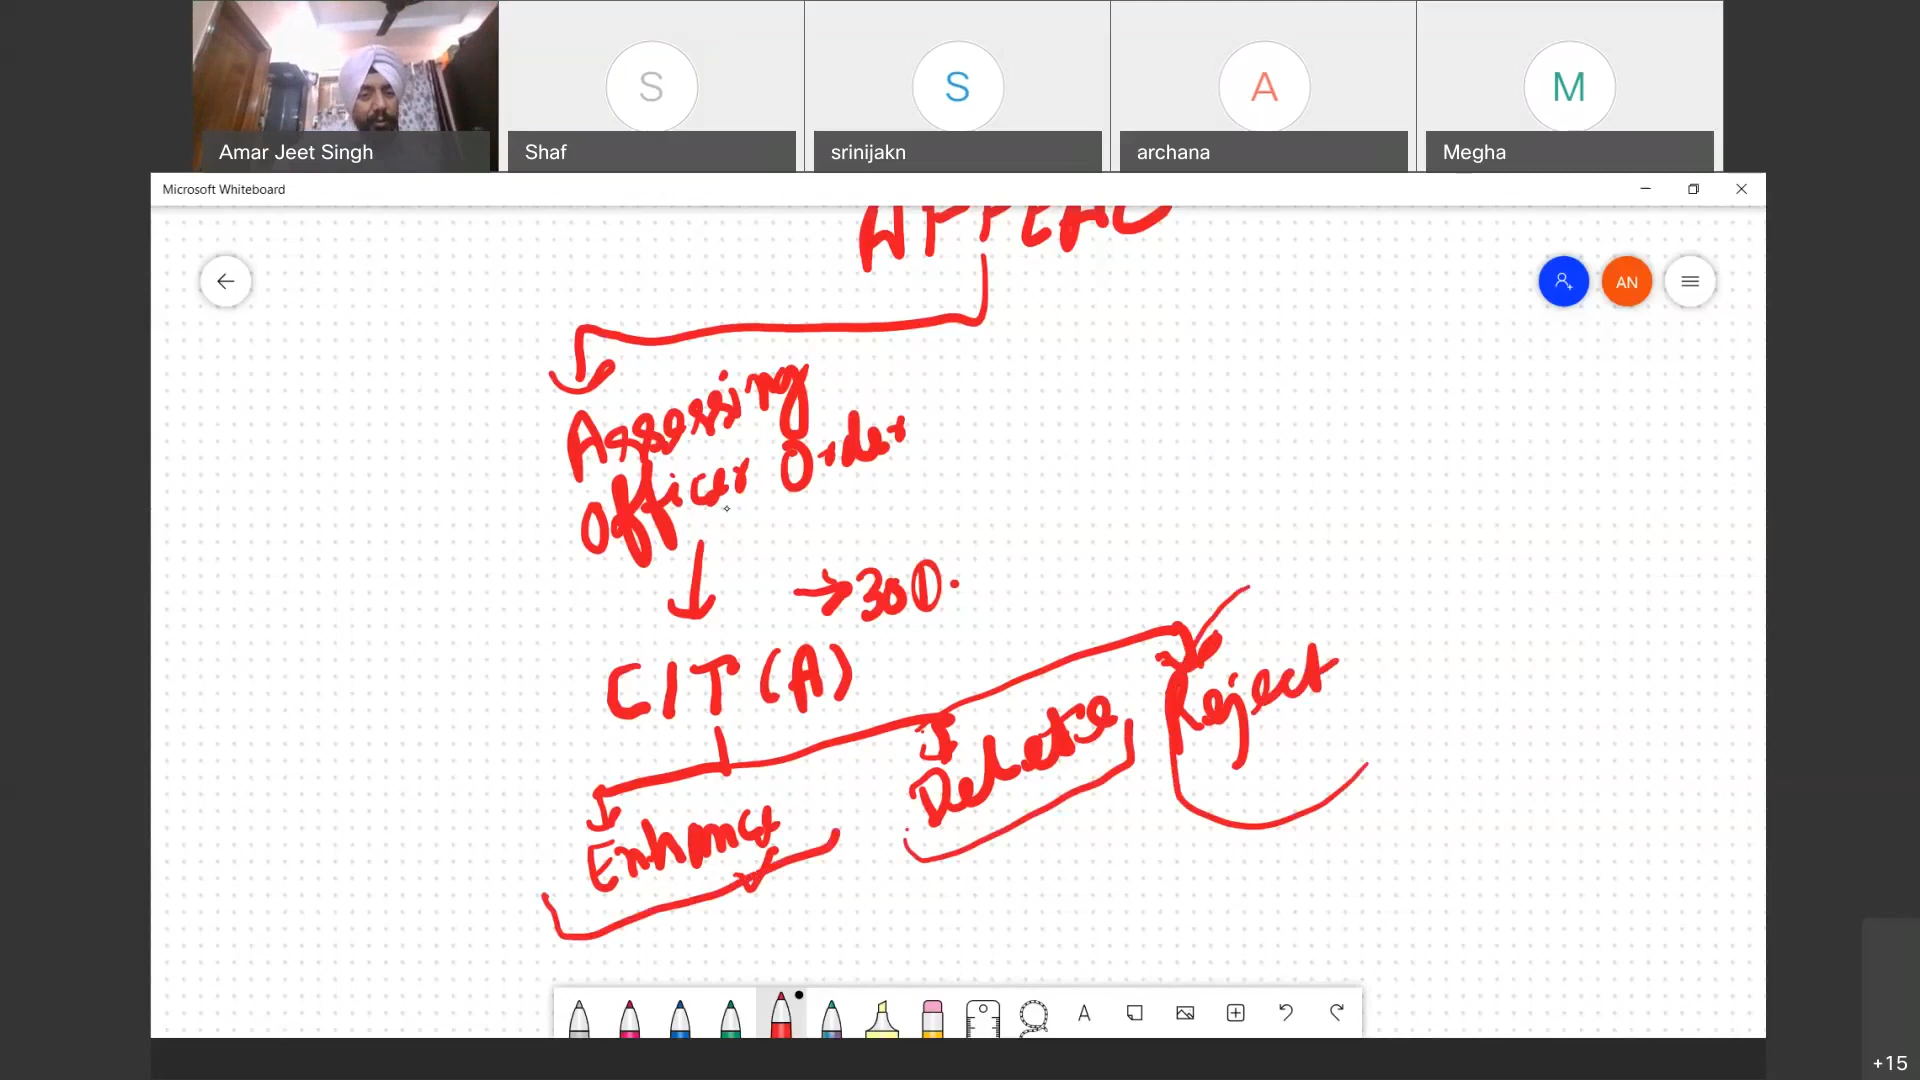 S
S
A
M
Amar Jeet Singh
Shaf
srinijakn
archana
Megha
Microsoft Whiteboard
APPEAL
AN
Assessing
Officer Order
→ 30D.
CIT (A)
Reject
Delete
Enhance
A
+15